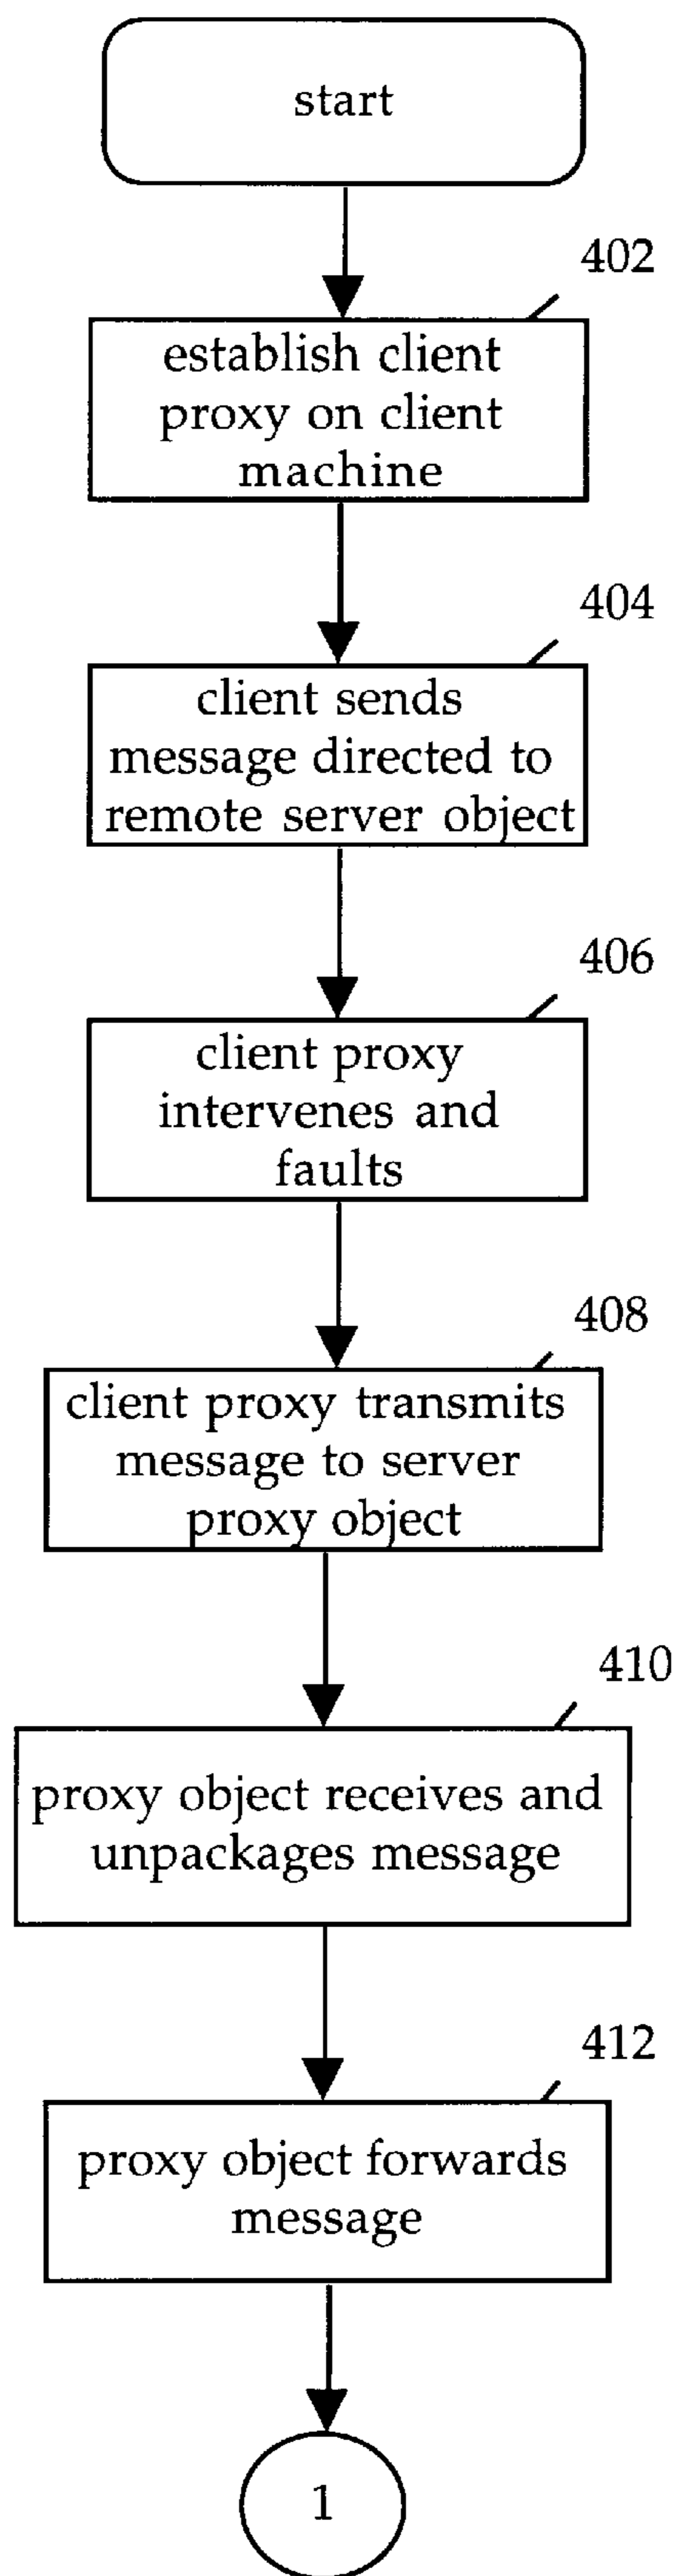 start
402
establish client
proxy on client
machine
404
client sends
message directed to
remote server object
406
client proxy
intervenes and
faults
408
client proxy transmits
message to server
proxy object
410
proxy object receives and
unpackages message
412
proxy object forwards
message
1